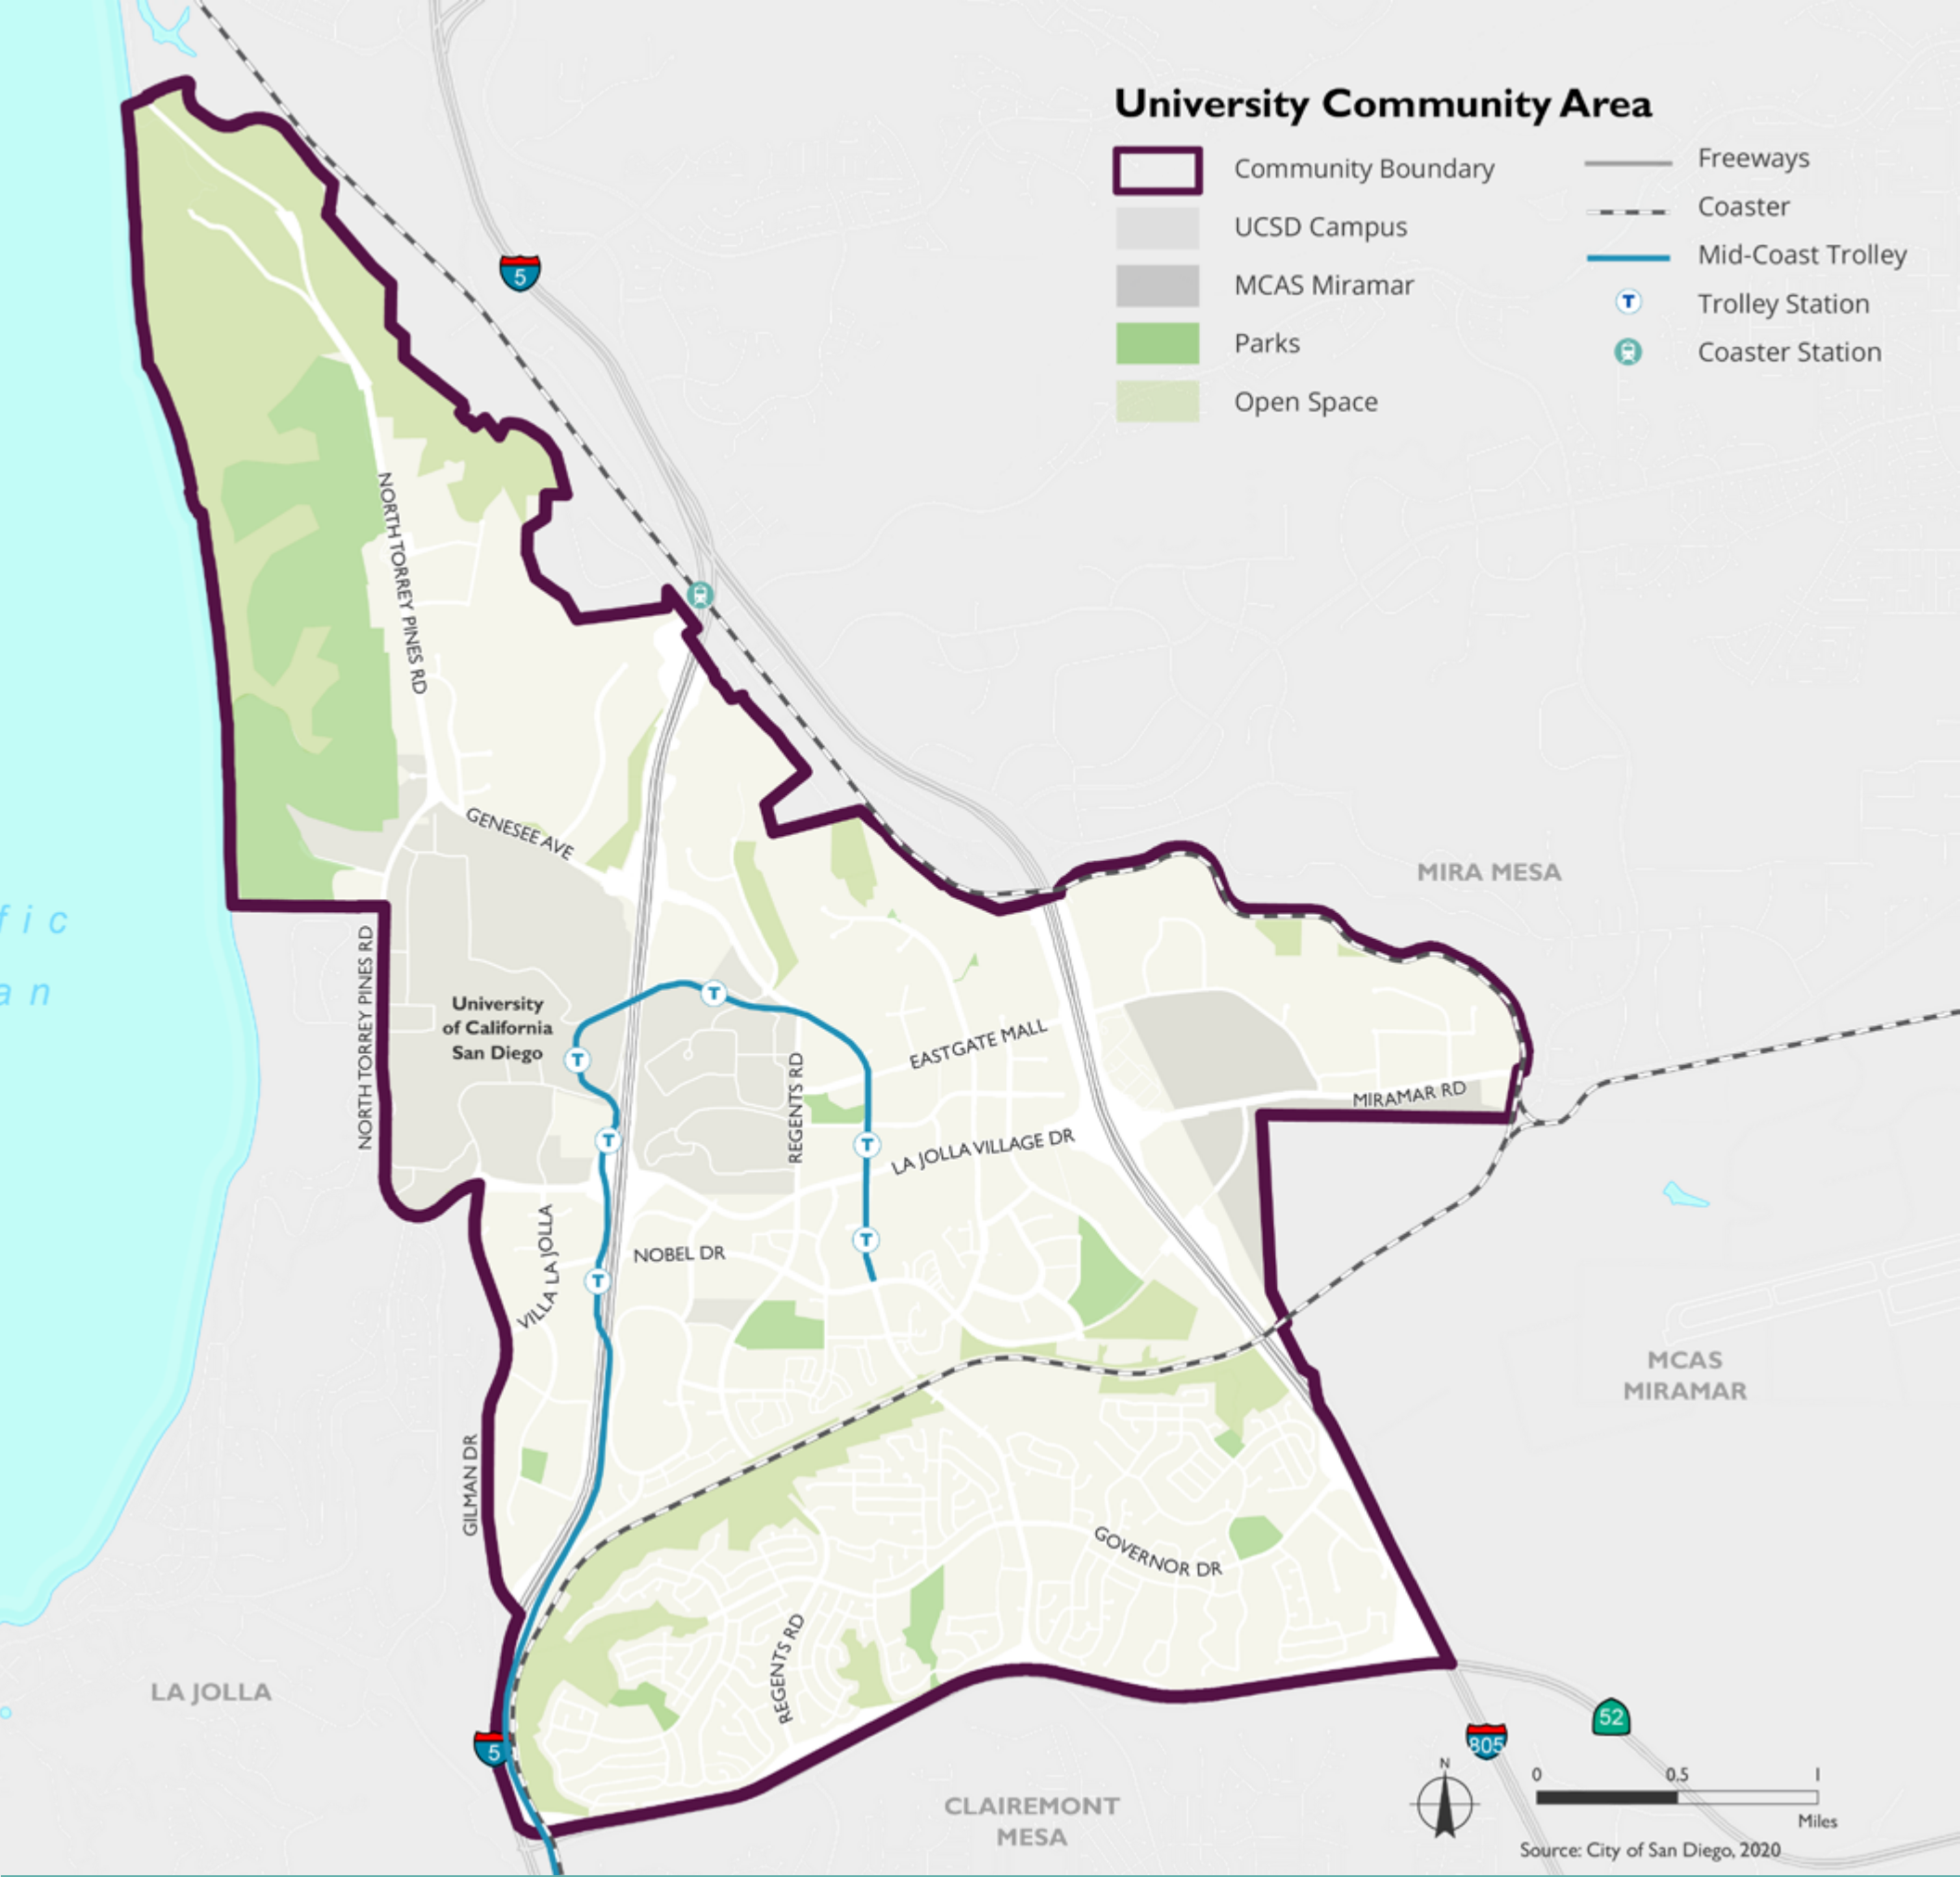 University Community Area
Community Boundary
UCSD Campus
MCAS Miramar
Parks
Open Space
Freeways
Coaster
Mid-Coast Trolley
T
Trolley Station
Coaster Station
5
NORTH TORREY PINES RD
GENESEE AVE
MIRA MESA
fic
an
NORTH TORREY PINES RD
University
of California
San Diego
T
T
T
T
T
T
REGENTS RD
EASTGATE MALL
MIRAMAR RD
LA JOLLA VILLAGE DR
VILLA LA JOLLA
NOBEL DR
MCAS
MIRAMAR
GILMAN DR
GOVERNOR DR
REGENTS RD
LA JOLLA
5
52
805
CLAIREMONT
MESA
N
0 0.5 1
Miles
Source: City of San Diego, 2020